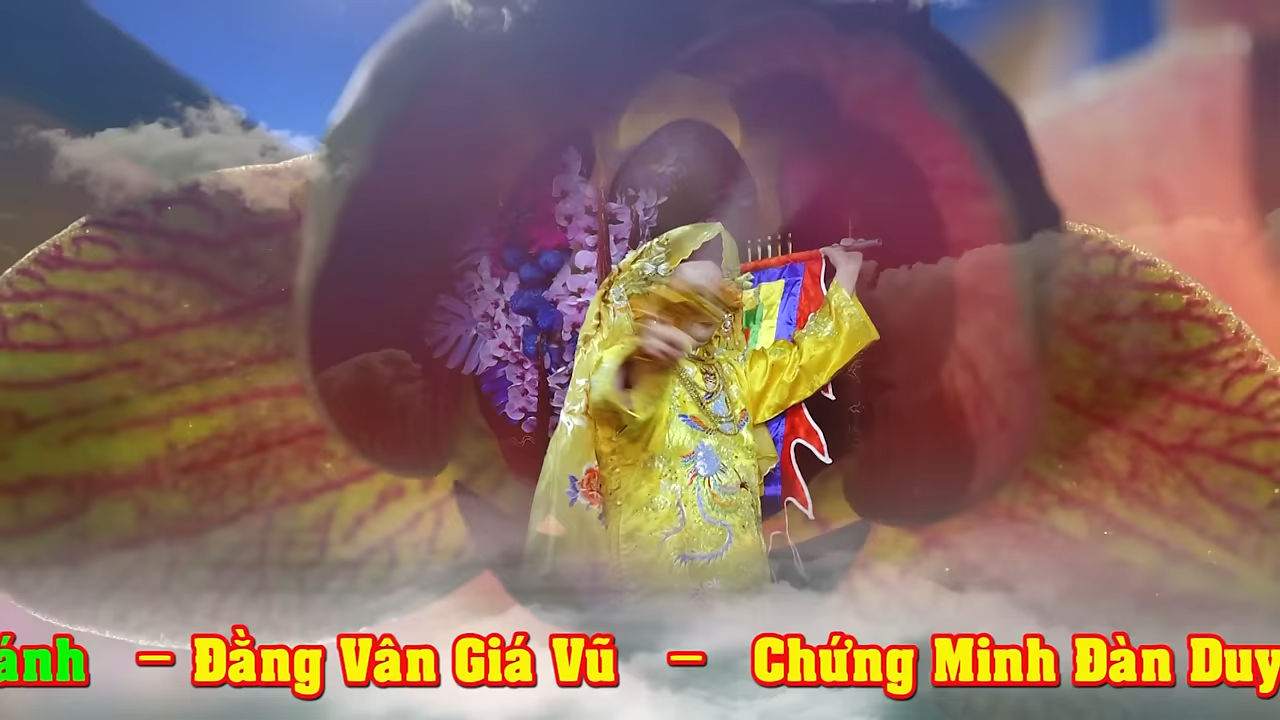 ánh – Đằng Vân Giá Vũ – Chứng Minh Đàn Duy